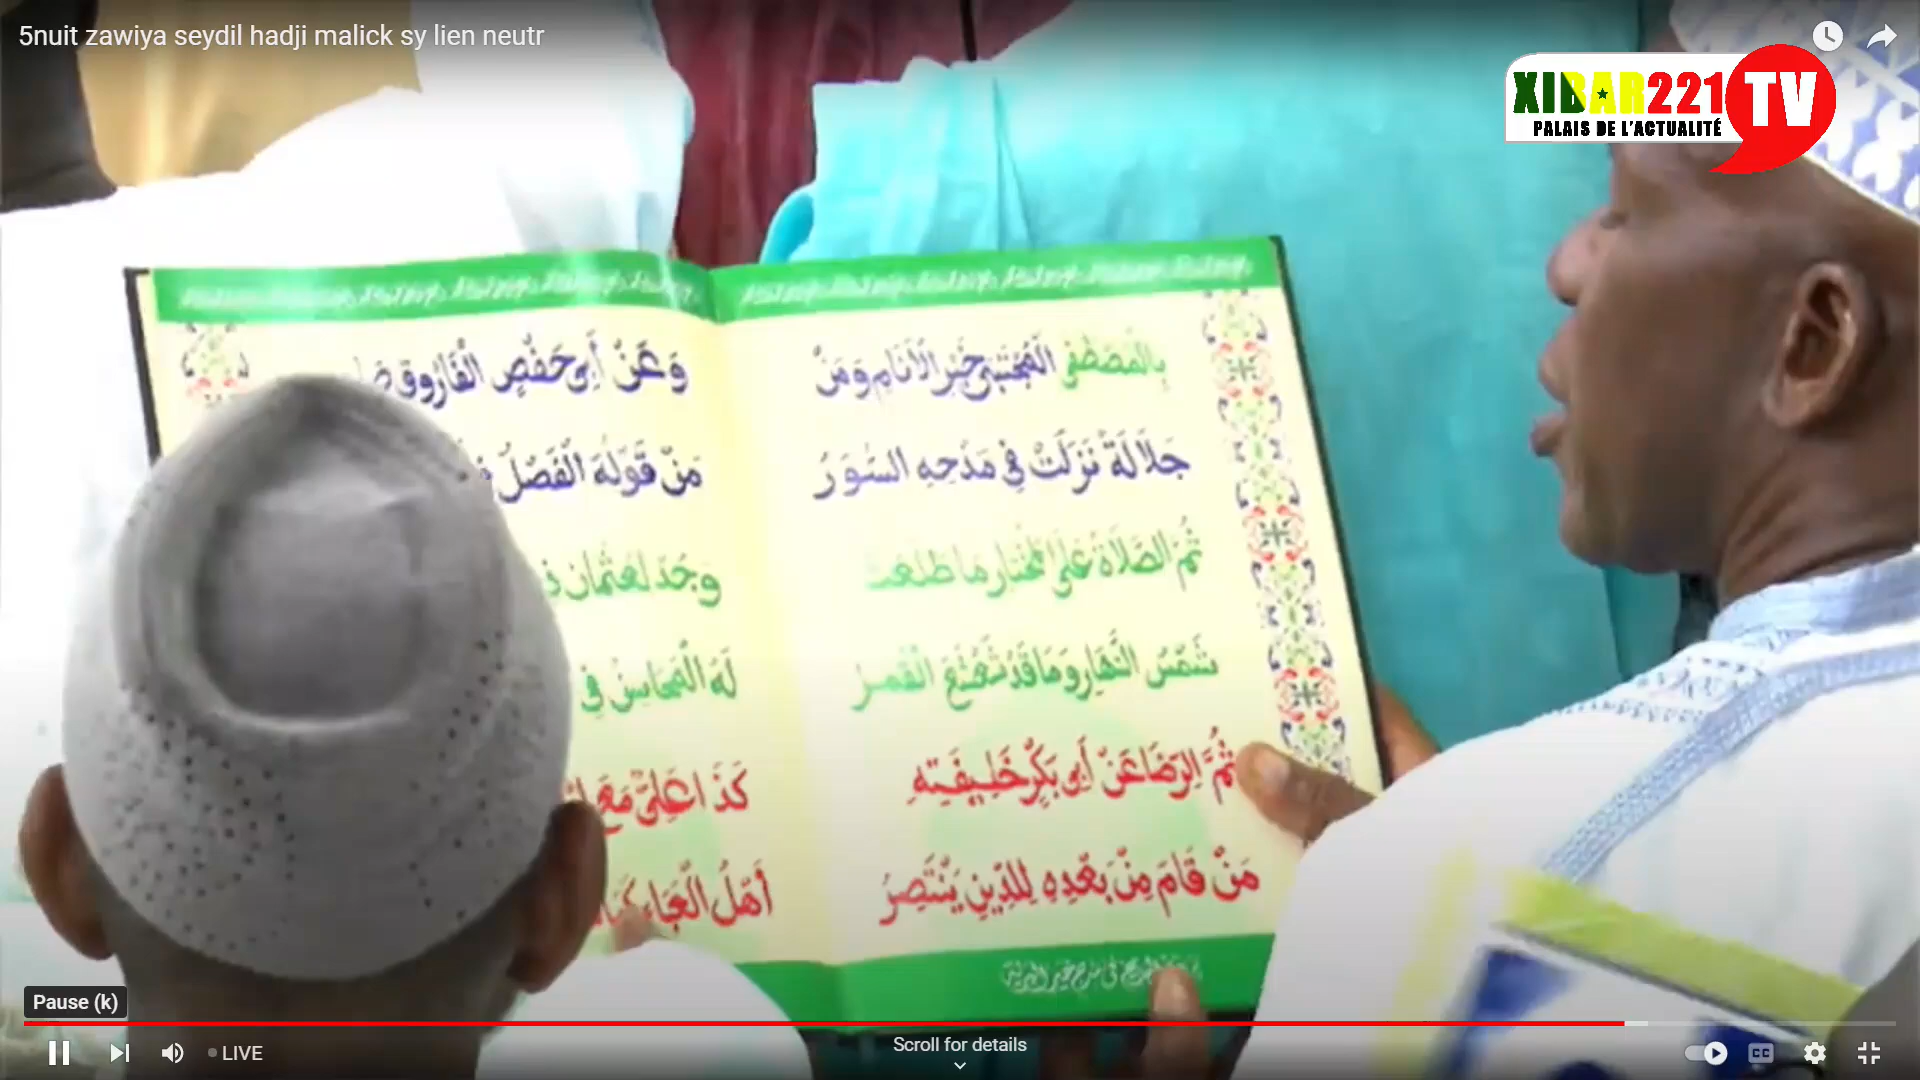 5nuit zawiya seydil hadji malick sy lien neutr
XIBAR221 TV
PALAIS DE L'ACTUALITÉ
بِالْمُصْطَفَى الْمُجْتَبَى خَيْرِ الْأَنَامِ وَمَنْ
جَلَالَةً نَزَلَتْ فِي مَدْحِهِ السُّوَرُ
ثُمَّ الصَّلَاةُ عَلَى الْمُخْتَارِ مَا طَلَعَتْ
شَمْسُ النَّهَارِ وَمَا قَدْ شَعْشَعَ الْقَمَرُ
ثُمَّ الرِّضَا عَنْ أَبِي بَكْرٍ خَلِيفَتِهِ
مَنْ قَامَ مِنْ بَعْدِهِ لِلدِّينِ يَنْتَصِرُ
وَعَنْ أَبِي حَفْصٍ الْفَارُوقِ
مَنْ قَوْلُهُ الْفَصْلُ
وَجُدْ لِعُثْمَانَ
لَهُ الْمَحَاسِنُ فِي
كَذَا عَلِيٌّ مَعَ
أَهْلُ الْعَبَاءِ
Pause (k)
LIVE
Scroll for details
CC